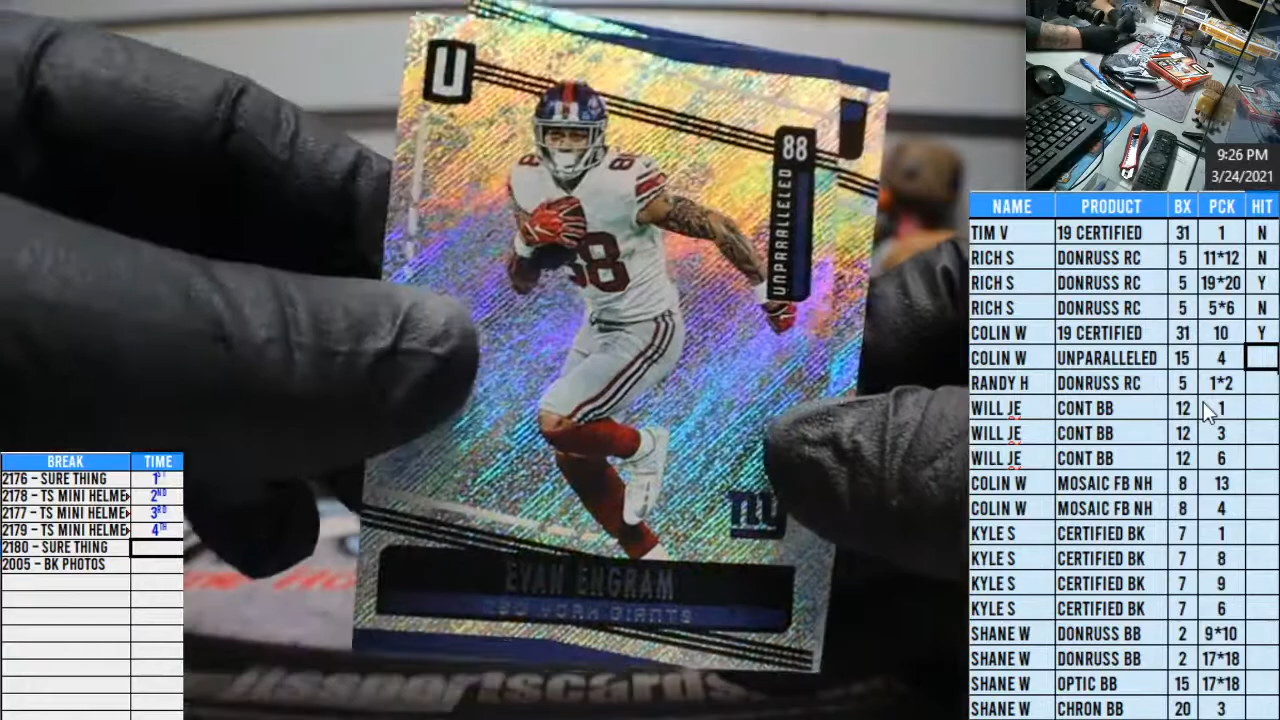 U
88
UNPARALLELED
88
8
ny
EVAN ENGRAM
NEW YORK GIANTS
sportscards
9:26 PM
3/24/2021
NAME PRODUCT BX PCK HIT
TIM V 19 CERTIFIED 31 1 N
RICH S DONRUSS RC 5 11*12 N
RICH S DONRUSS RC 5 19*20 Y
RICH S DONRUSS RC 5 5*6 N
COLIN W 19 CERTIFIED 31 10 Y
COLIN W UNPARALLELED 15 4
RANDY H DONRUSS RC 5 1*2
WILL JE CONT BB 12 1
WILL JE CONT BB 12 3
WILL JE CONT BB 12 6
COLIN W MOSAIC FB NH 8 13
COLIN W MOSAIC FB NH 8 4
KYLE S CERTIFIED BK 7 1
KYLE S CERTIFIED BK 7 8
KYLE S CERTIFIED BK 7 9
KYLE S CERTIFIED BK 7 6
SHANE W DONRUSS BB 2 9*10
SHANE W DONRUSS BB 2 17*18
SHANE W OPTIC BB 15 17*18
SHANE W CHRON BB 20 3
BREAK TIME
2176 – SURE THING 1ST
2178 – TS MINI HELME 2ND
2177 – TS MINI HELME 3RD
2179 – TS MINI HELME 4TH
2180 – SURE THING
2005 – BK PHOTOS